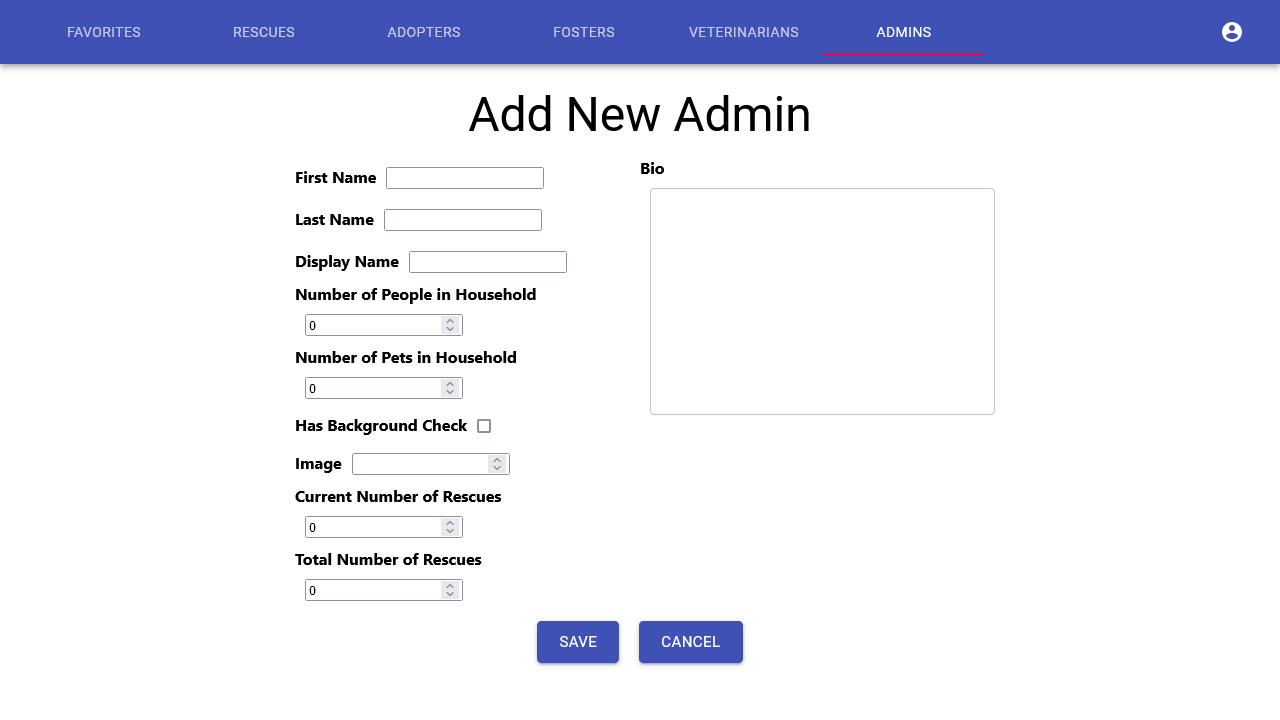 FAVORITES RESCUES ADOPTERS FOSTERS VETERINARIANS ADMINS
Add New Admin
First Name
Last Name
Display Name
Number of People in Household
0
Number of Pets in Household
0
Has Background Check
Image
Current Number of Rescues
0
Total Number of Rescues
0
Bio
SAVE CANCEL